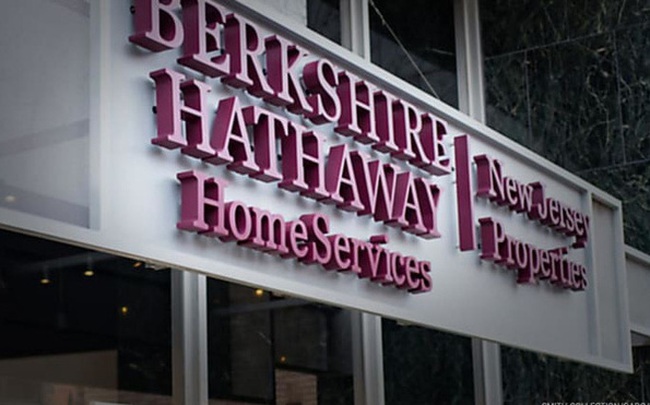 BERKSHIRE
HATHAWAY
HomeServices
New Jersey
Properties